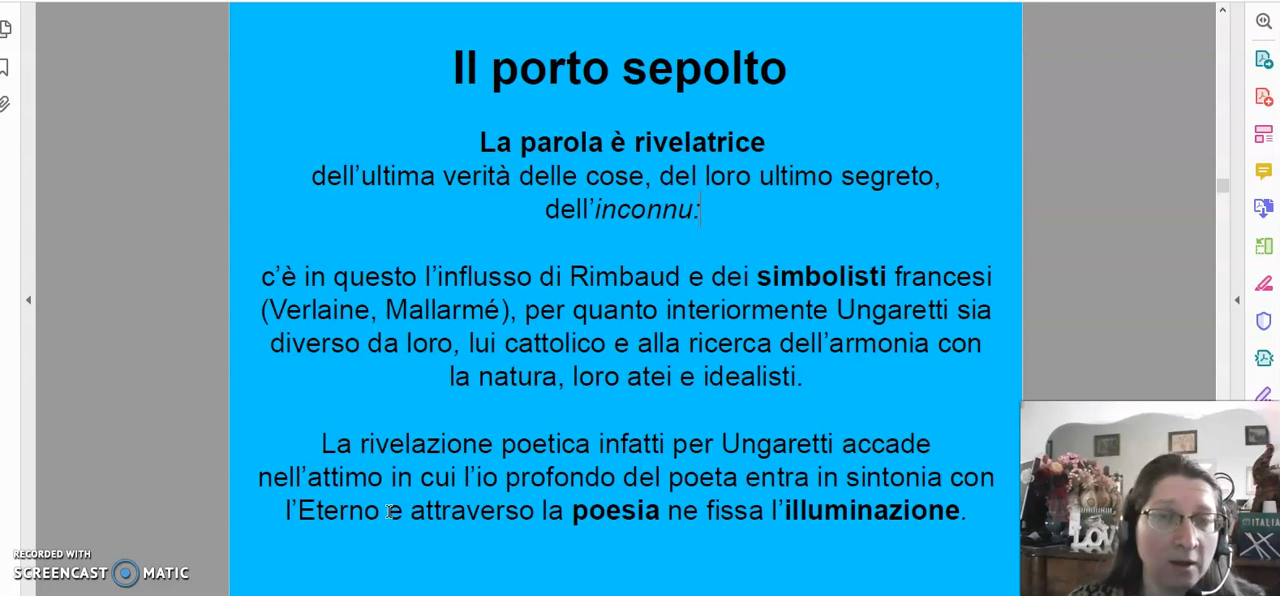 Il porto sepolto
La parola è rivelatrice
dell’ultima verità delle cose, del loro ultimo segreto,
dell’inconnu:
c’è in questo l’influsso di Rimbaud e dei simbolisti francesi
(Verlaine, Mallarmé), per quanto interiormente Ungaretti sia
diverso da loro, lui cattolico e alla ricerca dell’armonia con
la natura, loro atei e idealisti.
La rivelazione poetica infatti per Ungaretti accade
nell’attimo in cui l’io profondo del poeta entra in sintonia con
l’Eterno e attraverso la poesia ne fissa l’illuminazione.
RECORDED WITH
SCREENCAST MATIC
LOV
ITALIA